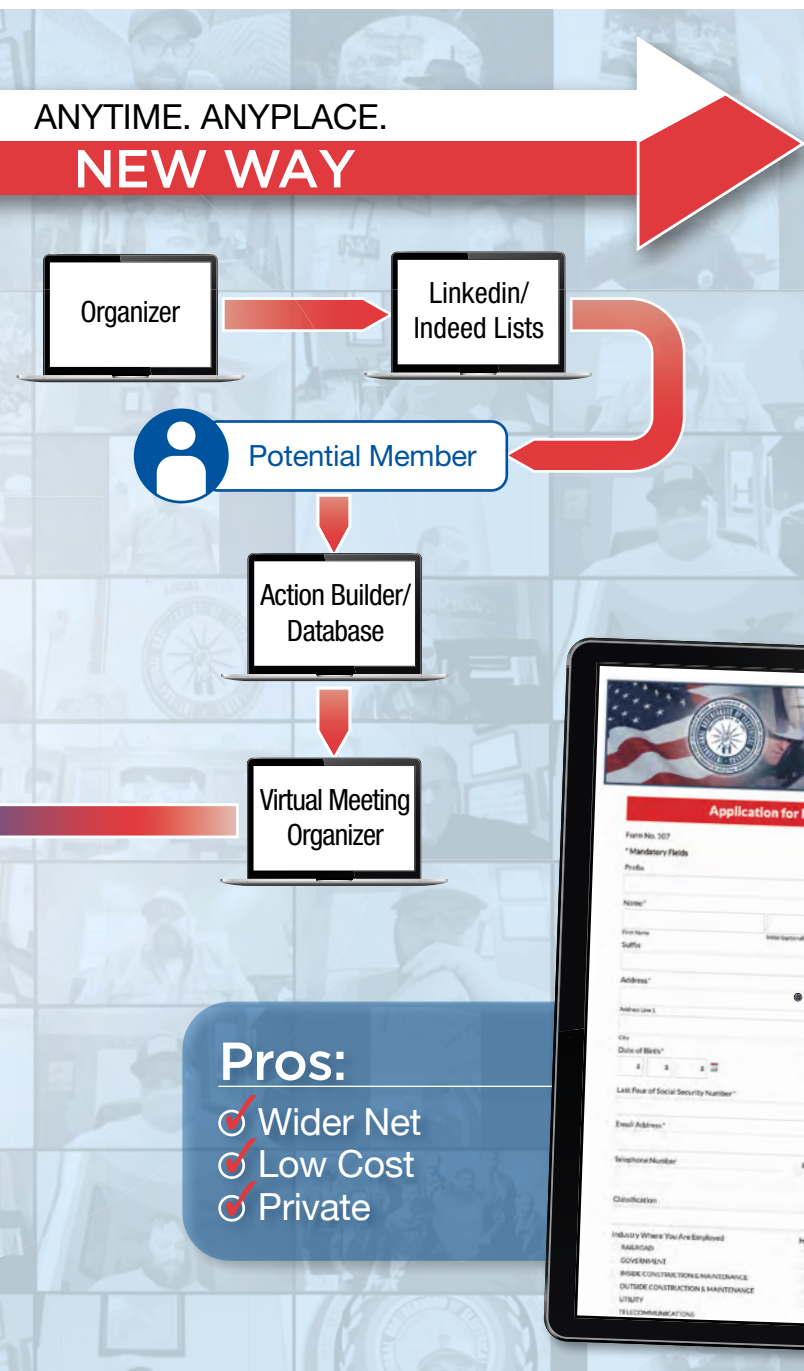 ANYTIME. ANYPLACE.
NEW WAY
Organizer
Linkedin/
Indeed Lists
Potential Member
Action Builder/
Database
Virtual Meeting
Organizer
Pros:
Wider Net
Low Cost
Private
Application for
Form No. 507
* Mandatory Fields
Prefix
Name*
First Name
Initial (optional
Suffix
Address*
Address Line 1
City
Date of Birth*
Last Four of Social Security Number*
Email Address*
Telephone Number
Classification
Industry Where You Are Employed
H
RAILROAD
GOVERNMENT
INSIDE CONSTRUCTION & MAINTENANCE
OUTSIDE CONSTRUCTION & MAINTENANCE
UTILITY
TELECOMMUNICATIONS